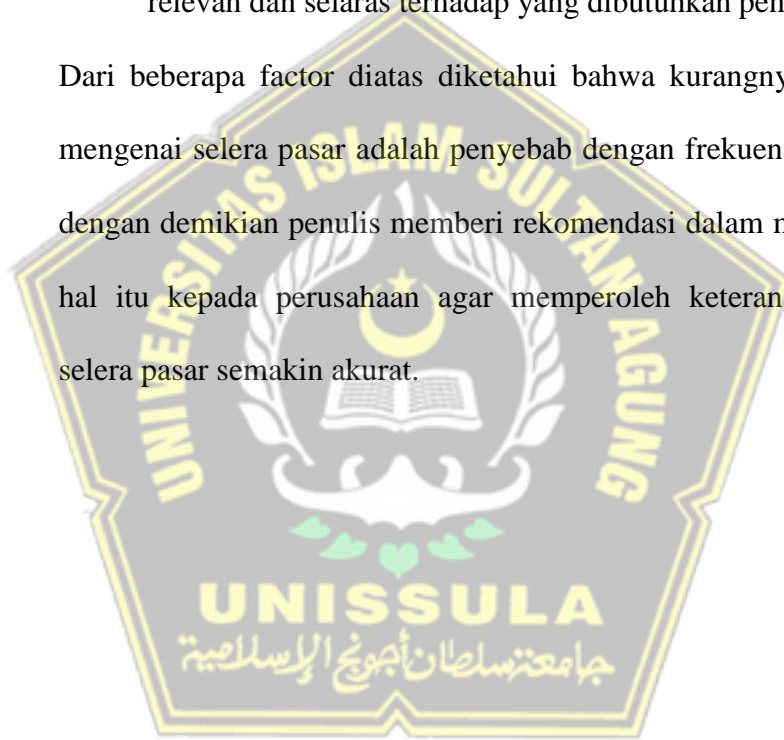 relevan dan selaras terhadap yang dibutuhkan pen
Dari beberapa factor diatas diketahui bahwa kurangny
mengenai selera pasar adalah penyebab dengan frekuen
dengan demikian penulis memberi rekomendasi dalam
hal itu kepada perusahaan agar memperoleh keteran
selera pasar semakin akurat.
UNIVERSITAS ISLAM SULTAN AGUNG
UNISSULA
جامعة سلطان أجونج الإسلامية